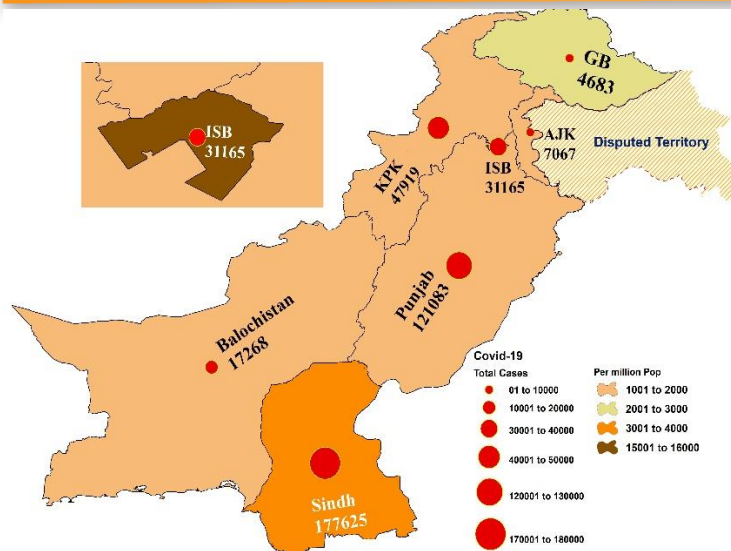 ISB
31165
GB
4683
AJK
7067
Disputed Territory
ISB
31165
KPK
47919
Punjab
121083
Balochistan
17268
Sindh
177625
Covid-19
Total Cases
01 to 10000
10001 to 20000
30001 to 40000
40001 to 50000
120001 to 130000
170001 to 180000
Per million Pop
1001 to 2000
2001 to 3000
3001 to 4000
15001 to 16000